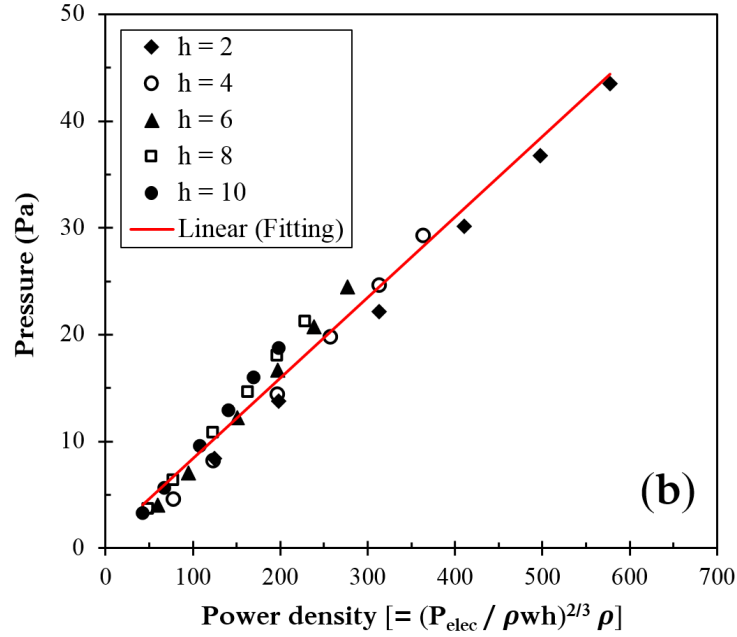 50
40
30
20
10
0
Pressure (Pa)
h = 2
h = 4
h = 6
h = 8
h = 10
Linear (Fitting)
(b)
0 100 200 300 400 500 600 700
Power density [= (P_elec / ρwh)^2/3 ρ]